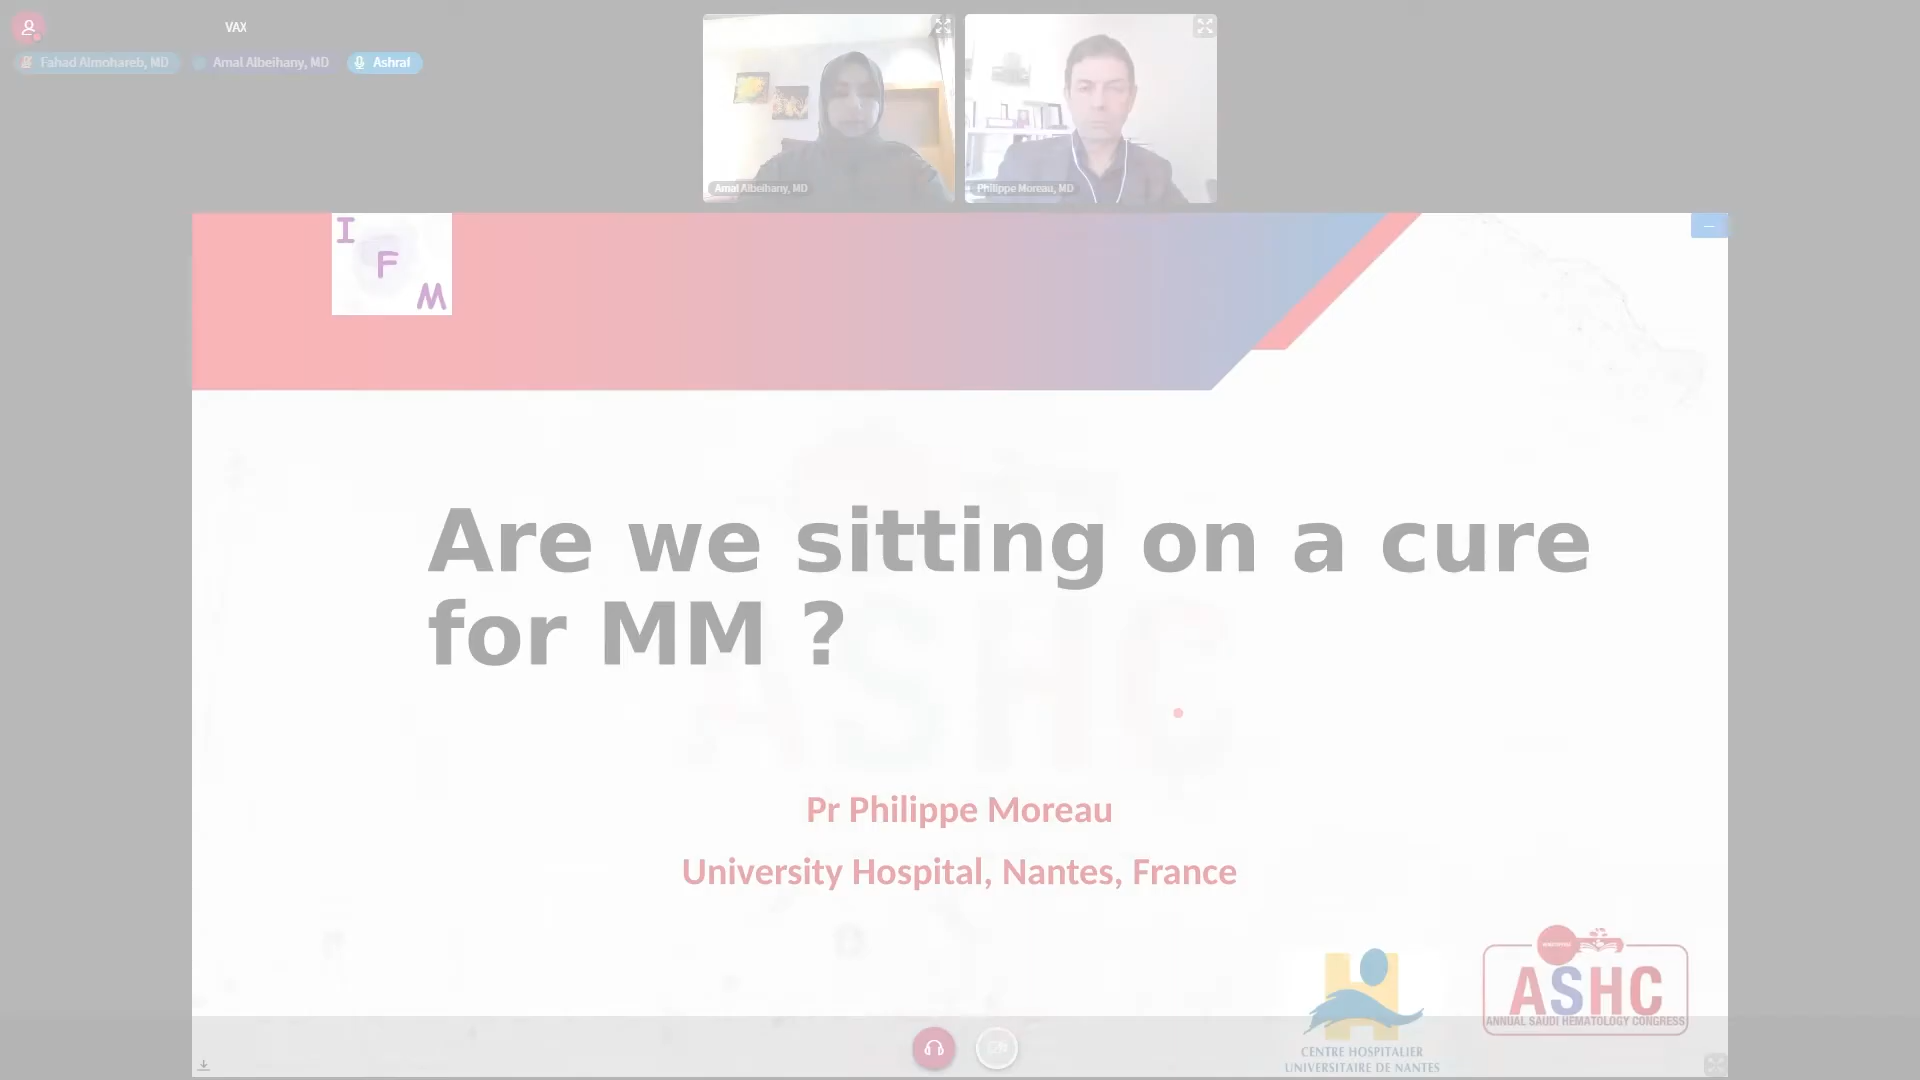 VAX
Fahad Almohareb, MD
Amal Albeihany, MD
Ashraf
Amal Albeihany, MD
Philippe Moreau, MD
I
F
M
Are we sitting on a cure
for MM ?
Pr Philippe Moreau
University Hospital, Nantes, France
H
CENTRE HOSPITALIER
UNIVERSITAIRE DE NANTES
ASHC
ANNUAL SAUDI HEMATOLOGY CONGRESS
ASHC